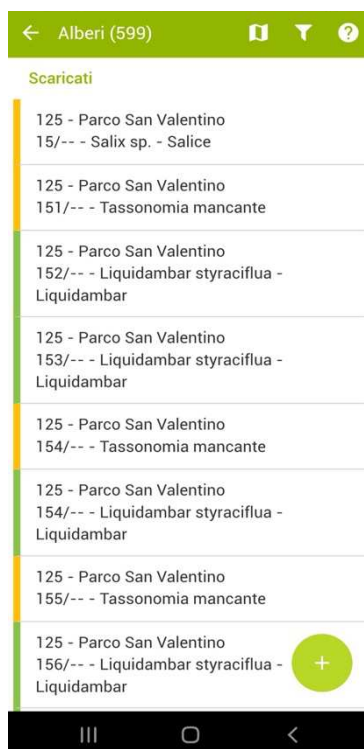 Alberi (599)
Scaricati
125 - Parco San Valentino
15/-- - Salix sp. - Salice
125 - Parco San Valentino
151/-- - Tassonomia mancante
125 - Parco San Valentino
152/-- - Liquidambar styraciflua -
Liquidambar
125 - Parco San Valentino
153/-- - Liquidambar styraciflua -
Liquidambar
125 - Parco San Valentino
154/-- - Tassonomia mancante
125 - Parco San Valentino
154/-- - Liquidambar styraciflua -
Liquidambar
125 - Parco San Valentino
155/-- - Tassonomia mancante
125 - Parco San Valentino
156/-- - Liquidambar styraciflua -
Liquidambar